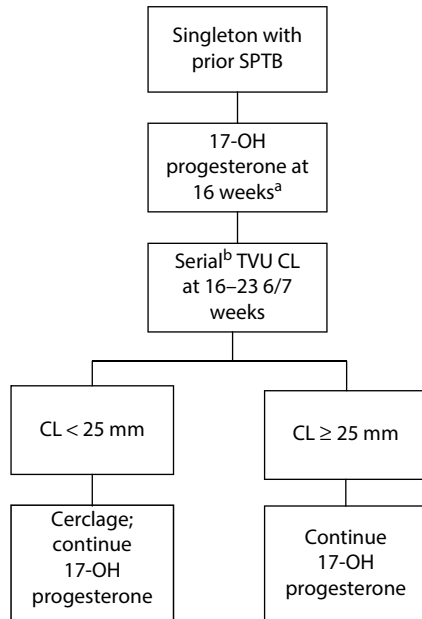 Singleton with
prior SPTB
17-OH
progesterone at
16 weeksᵃ
Serialᵇ TVU CL
at 16–23 6/7
weeks
CL < 25 mm
CL ≥ 25 mm
Cerclage;
continue
17-OH
progesterone
Continue
17-OH
progesterone